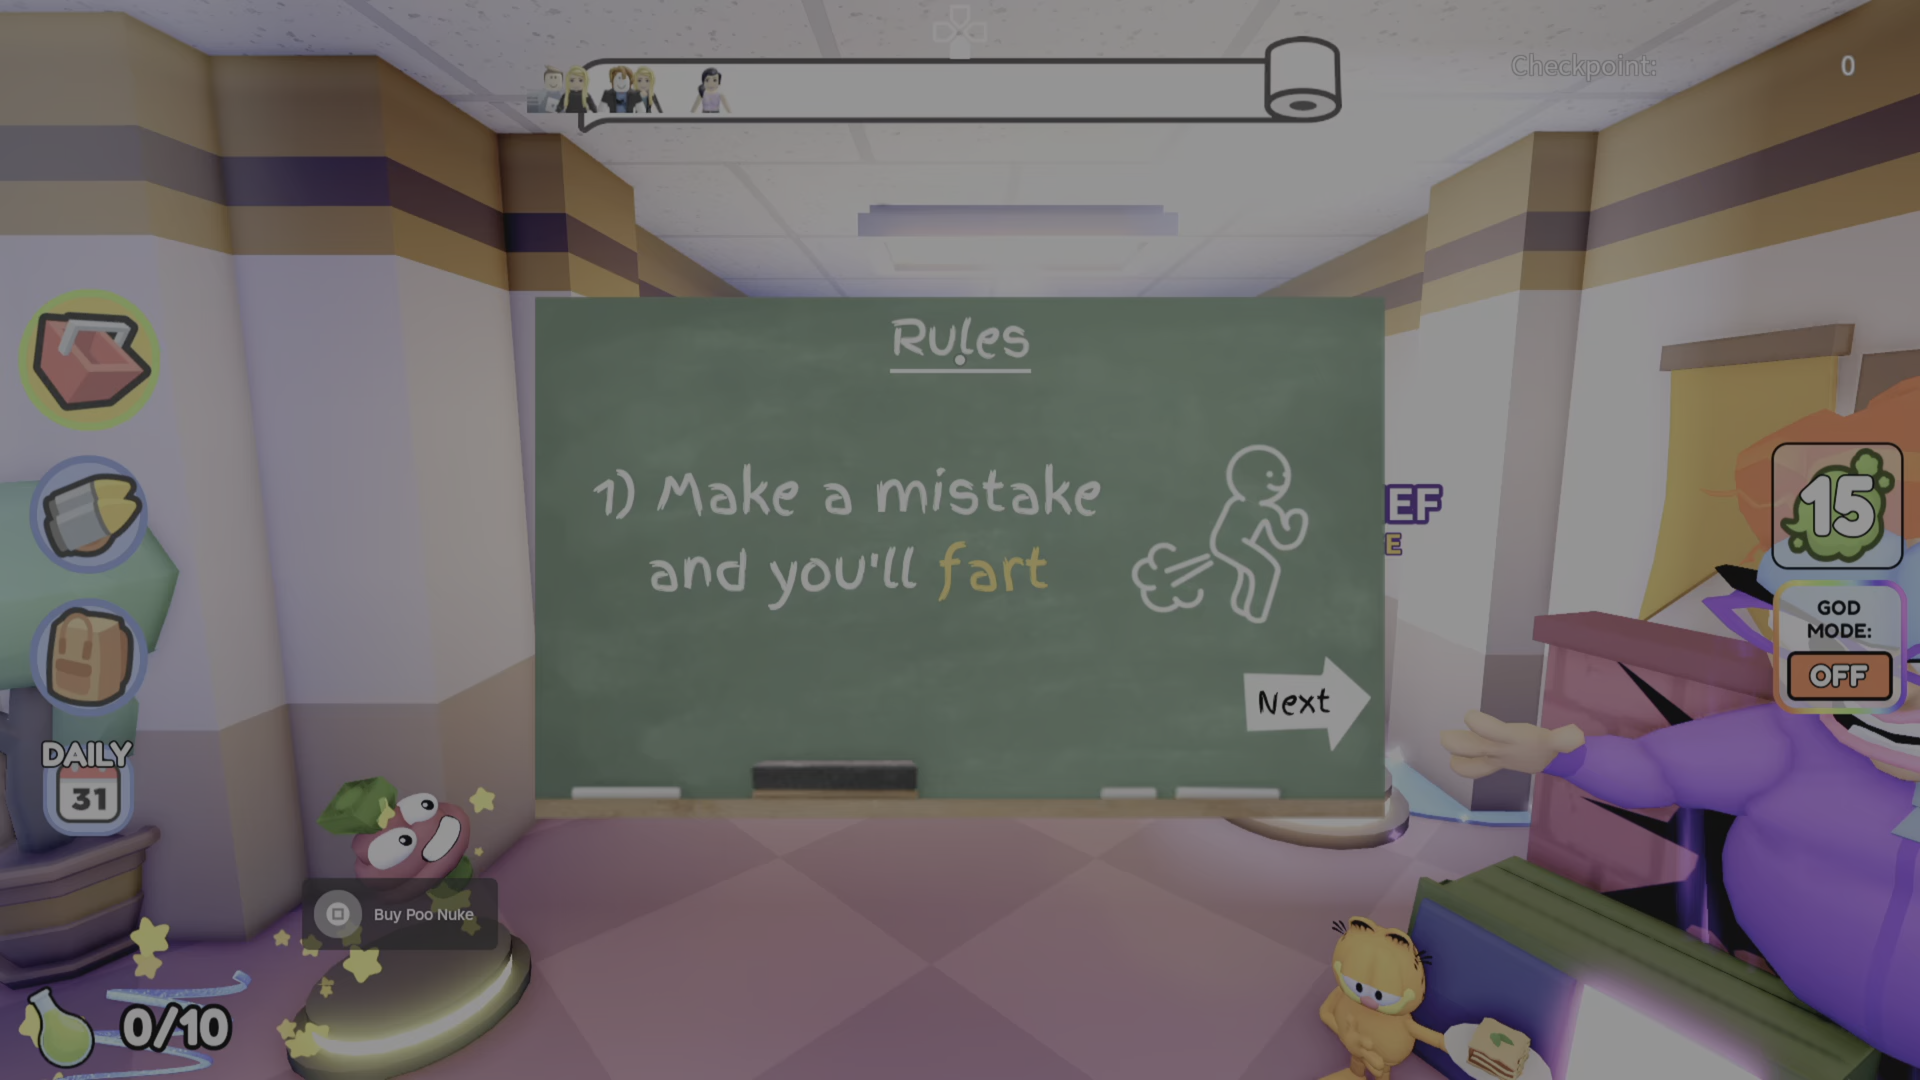 Checkpoint:
0
Rules
1) Make a mistake
and you'll fart
Next
EF
E
15
GOD
MODE:
OFF
DAILY
31
Buy Poo Nuke
0/10